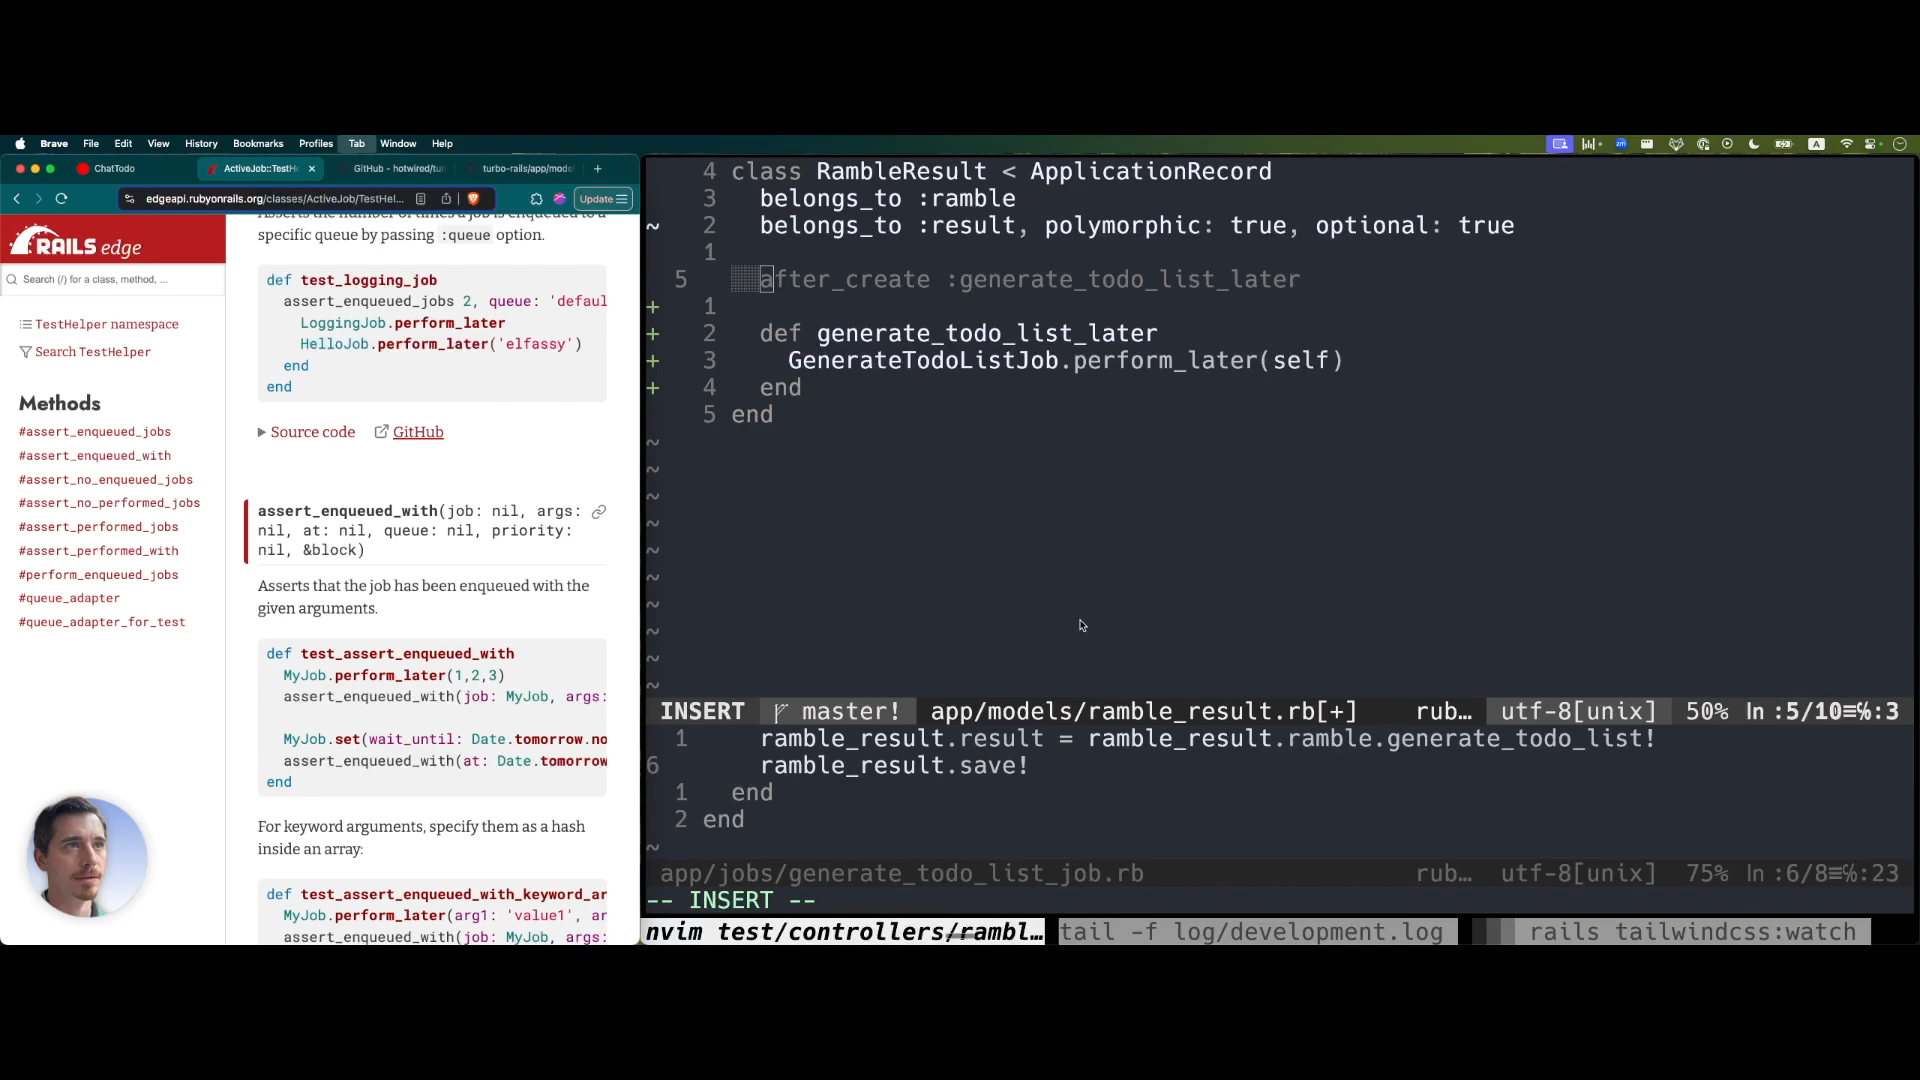 Brave File Edit View History Bookmarks Profiles Tab Window Help
ChatTodo
ActiveJob::TestHe
GitHub - hotwired/tur
turbo-rails/app/mode
edgeapi.rubyonrails.org/classes/ActiveJob/TestHel...
Update
RAILS edge
Search (/) for a class, method, ...
TestHelper namespace
Search TestHelper
Methods
#assert_enqueued_jobs
#assert_enqueued_with
#assert_no_enqueued_jobs
#assert_no_performed_jobs
#assert_performed_jobs
#assert_performed_with
#perform_enqueued_jobs
#queue_adapter
#queue_adapter_for_test
Asserts the number of times a job is enqueued to a
specific queue by passing :queue option.
def test_logging_job
assert_enqueued_jobs 2, queue: 'defaul
LoggingJob.perform_later
HelloJob.perform_later('elfassy')
end
end
Source code GitHub
assert_enqueued_with(job: nil, args:
nil, at: nil, queue: nil, priority:
nil, &block)
Asserts that the job has been enqueued with the
given arguments.
def test_assert_enqueued_with
MyJob.perform_later(1,2,3)
assert_enqueued_with(job: MyJob, args:
MyJob.set(wait_until: Date.tomorrow.no
assert_enqueued_with(at: Date.tomorrow
end
For keyword arguments, specify them as a hash
inside an array:
def test_assert_enqueued_with_keyword_ar
MyJob.perform_later(arg1: 'value1', ar
assert_enqueued_with(job: MyJob, args:
4 class RambleResult < ApplicationRecord
3 belongs_to :ramble
~ 2 belongs_to :result, polymorphic: true, optional: true
1
5 after_create :generate_todo_list_later
+ 1
+ 2 def generate_todo_list_later
+ 3 GenerateTodoListJob.perform_later(self)
+ 4 end
5 end
~
~
~
~
~
~
~
~
~
~
INSERT master! app/models/ramble_result.rb[+] rub… utf-8[unix] 50% ln :5/10≡℅:3
1 ramble_result.result = ramble_result.ramble.generate_todo_list!
6 ramble_result.save!
1 end
2 end
~
app/jobs/generate_todo_list_job.rb rub… utf-8[unix] 75% ln :6/8≡℅:23
-- INSERT --
nvim test/controllers/rambl… tail -f log/development.log rails tailwindcss:watch